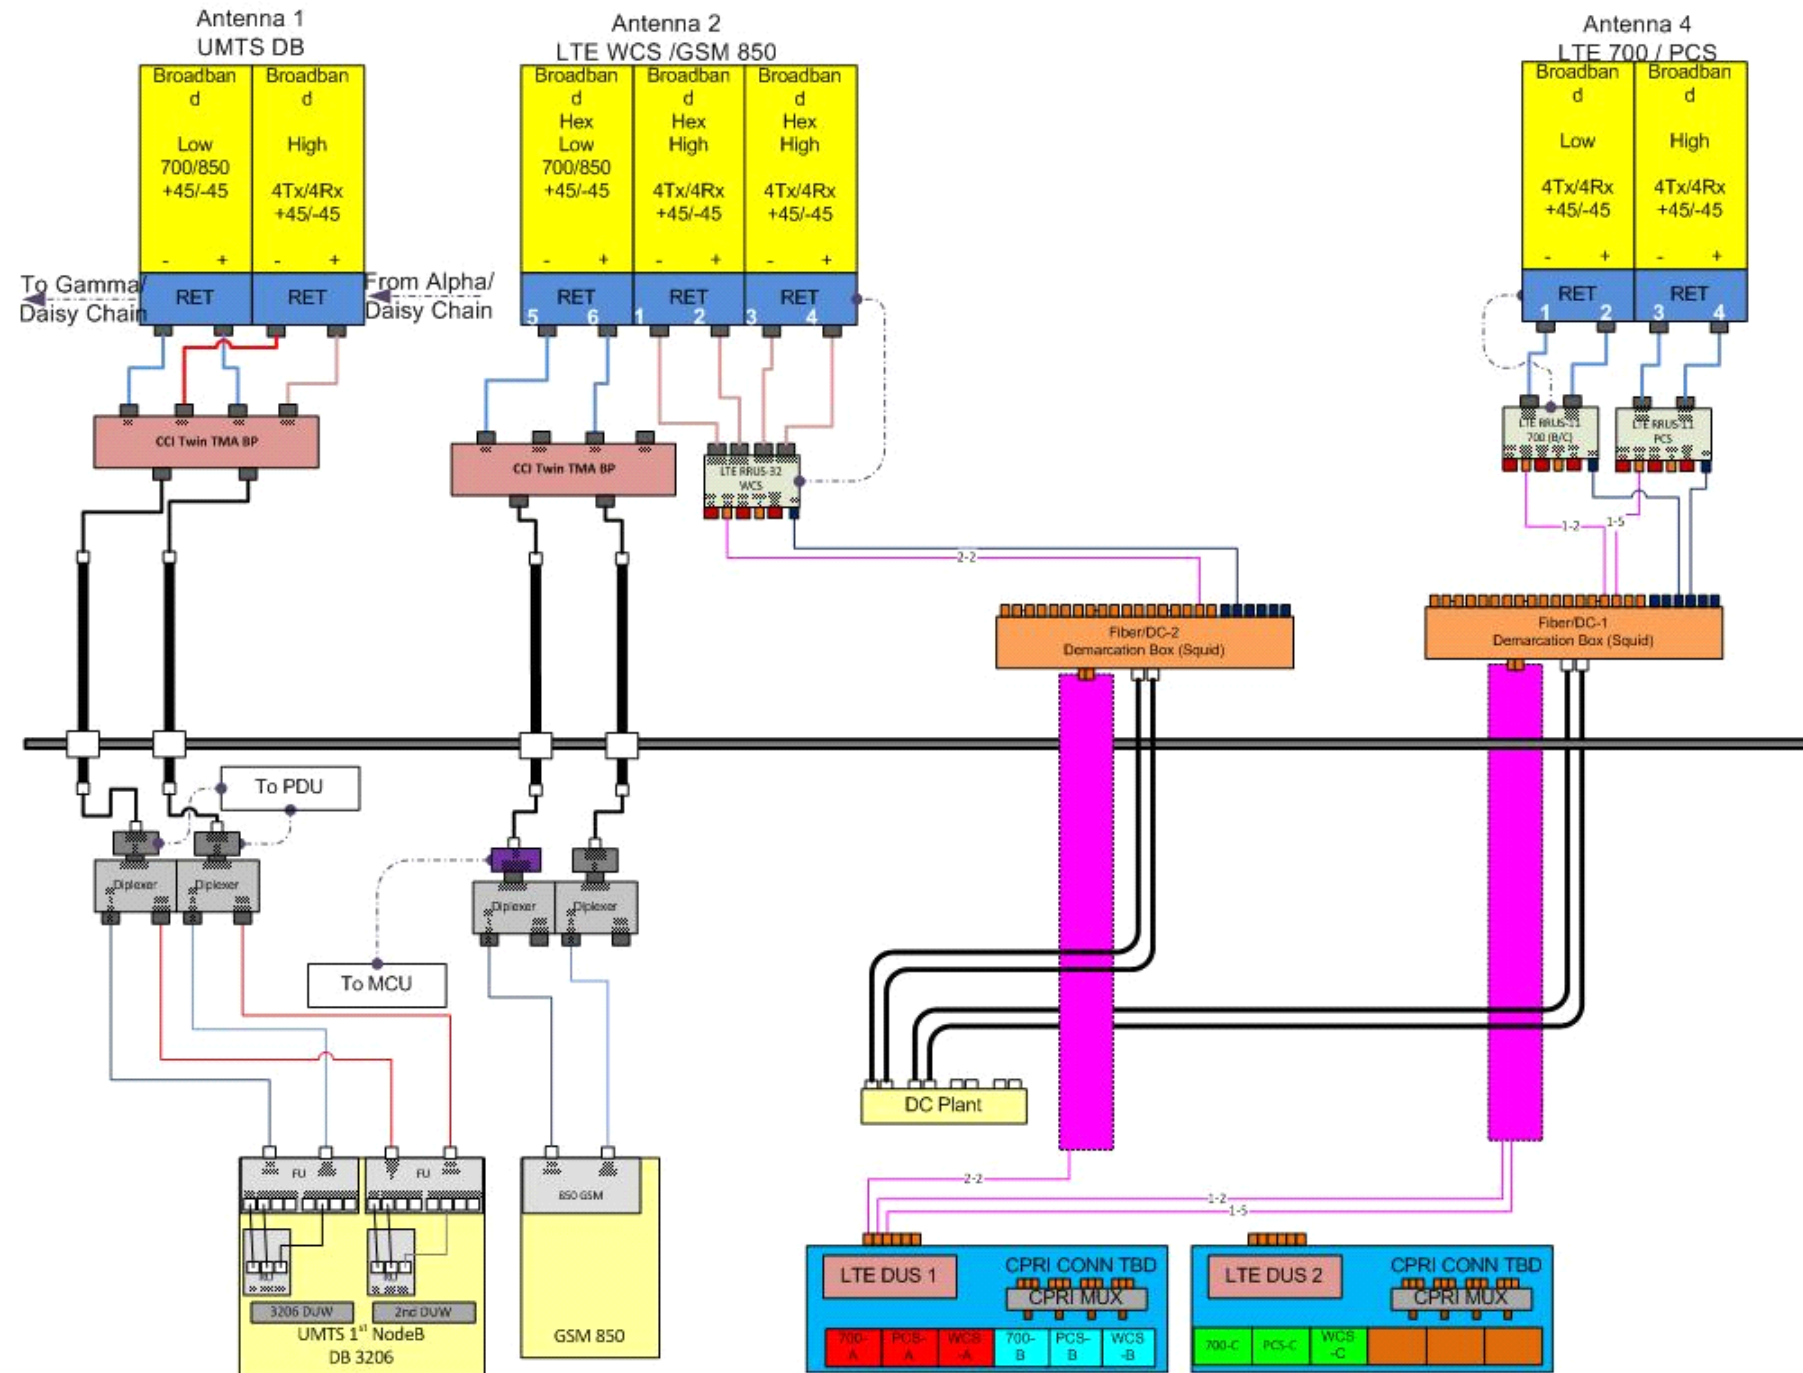 Antenna 1
UMTS DB
Antenna 2
LTE WCS /GSM 850
Antenna 4
LTE 700 / PCS
Broadban
d
Low
700/850
+45/-45
- +
Broadban
d
High
4Tx/4Rx
+45/-45
- +
Broadban
d
Hex
Low
700/850
+45/-45
- +
Broadban
d
Hex
High
4Tx/4Rx
+45/-45
- +
Broadban
d
Hex
High
4Tx/4Rx
+45/-45
- +
Broadban
d
Low
4Tx/4Rx
+45/-45
- +
Broadban
d
High
4Tx/4Rx
+45/-45
- +
To Gamma/
Daisy Chain
RET
RET
From Alpha/
Daisy Chain
RET
5 6
RET
1 2
RET
3 4
RET
1 2
RET
3 4
CCI Twin TMA BP
CCI Twin TMA BP
LTE RRUS-32
WCS
LTE RRUS-11
700 (B/C)
LTE RRUS-11
PCS
1-2
1-5
2-2
Fiber/DC-2
Demarcation Box (Squid)
Fiber/DC-1
Demarcation Box (Squid)
To PDU
Diplexer
Diplexer
Diplexer
Diplexer
To MCU
DC Plant
2-2
1-2
1-5
FU
FU
850 GSM
3206 DUW
2nd DUW
UMTS 1st NodeB
DB 3206
GSM 850
LTE DUS 1
CPRI CONN TBD
CPRI MUX
700-
A
PCS-
A
WCS
-A
700-
B
PCS-
B
WCS
-B
LTE DUS 2
CPRI CONN TBD
CPRI MUX
700-C
PCS-C
WCS
-C